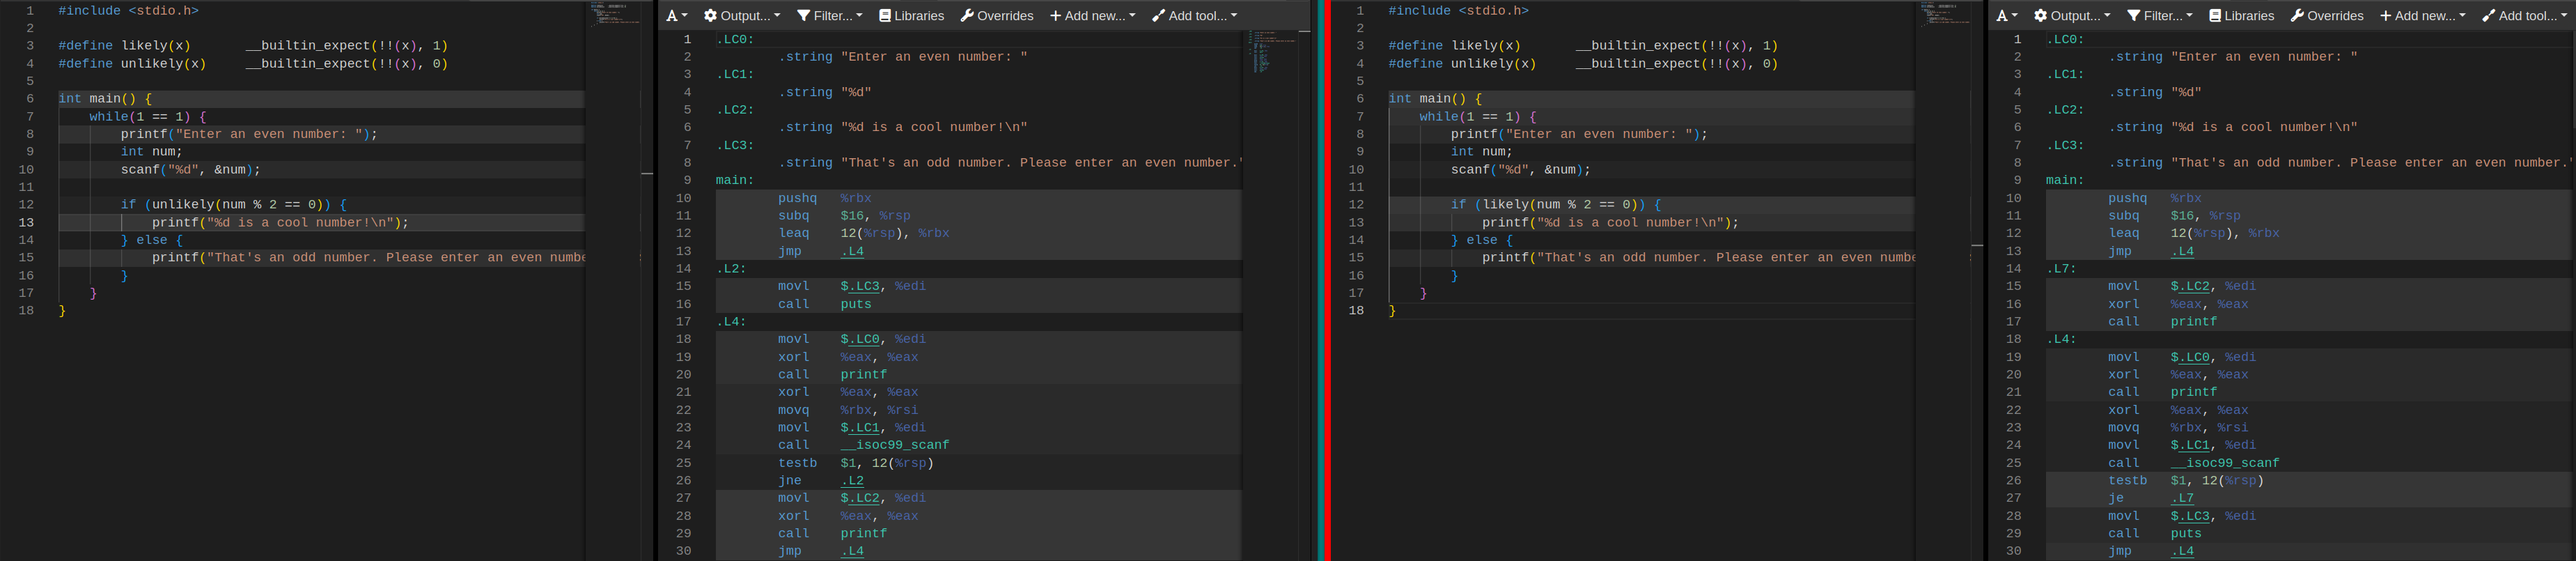 #include <stdio.h>
#define likely(x)       __builtin_expect(!!(x), 1)
#define unlikely(x)     __builtin_expect(!!(x), 0)
int main() {
    while(1 == 1) {
        printf("Enter an even number: ");
        int num;
        scanf("%d", &num);
        if (unlikely(num % 2 == 0)) {
            printf("%d is a cool number!\n");
        } else {
            printf("That's an odd number. Please enter an even numbe
        }
    }
}
1
2
3
4
5
6
7
8
9
10
11
12
13
14
15
16
17
18
A Output... Filter... Libraries Overrides + Add new... Add tool...
1 .LC0:
2         .string "Enter an even number: "
3 .LC1:
4         .string "%d"
5 .LC2:
6         .string "%d is a cool number!\n"
7 .LC3:
8         .string "That's an odd number. Please enter an even number.
9 main:
10         pushq   %rbx
11         subq    $16, %rsp
12         leaq    12(%rsp), %rbx
13         jmp     .L4
14 .L2:
15         movl    $.LC3, %edi
16         call    puts
17 .L4:
18         movl    $.LC0, %edi
19         xorl    %eax, %eax
20         call    printf
21         xorl    %eax, %eax
22         movq    %rbx, %rsi
23         movl    $.LC1, %edi
24         call    __isoc99_scanf
25         testb   $1, 12(%rsp)
26         jne     .L2
27         movl    $.LC2, %edi
28         xorl    %eax, %eax
29         call    printf
30         jmp     .L4
1 #include <stdio.h>
2
3 #define likely(x)       __builtin_expect(!!(x), 1)
4 #define unlikely(x)     __builtin_expect(!!(x), 0)
5
6 int main() {
7     while(1 == 1) {
8         printf("Enter an even number: ");
9         int num;
10         scanf("%d", &num);
11
12         if (likely(num % 2 == 0)) {
13             printf("%d is a cool number!\n");
14         } else {
15             printf("That's an odd number. Please enter an even numbe
16         }
17     }
18 }
A Output... Filter... Libraries Overrides + Add new... Add tool...
1 .LC0:
2         .string "Enter an even number: "
3 .LC1:
4         .string "%d"
5 .LC2:
6         .string "%d is a cool number!\n"
7 .LC3:
8         .string "That's an odd number. Please enter an even number.
9 main:
10         pushq   %rbx
11         subq    $16, %rsp
12         leaq    12(%rsp), %rbx
13         jmp     .L4
14 .L7:
15         movl    $.LC2, %edi
16         xorl    %eax, %eax
17         call    printf
18 .L4:
19         movl    $.LC0, %edi
20         xorl    %eax, %eax
21         call    printf
22         xorl    %eax, %eax
23         movq    %rbx, %rsi
24         movl    $.LC1, %edi
25         call    __isoc99_scanf
26         testb   $1, 12(%rsp)
27         je      .L7
28         movl    $.LC3, %edi
29         call    puts
30         jmp     .L4